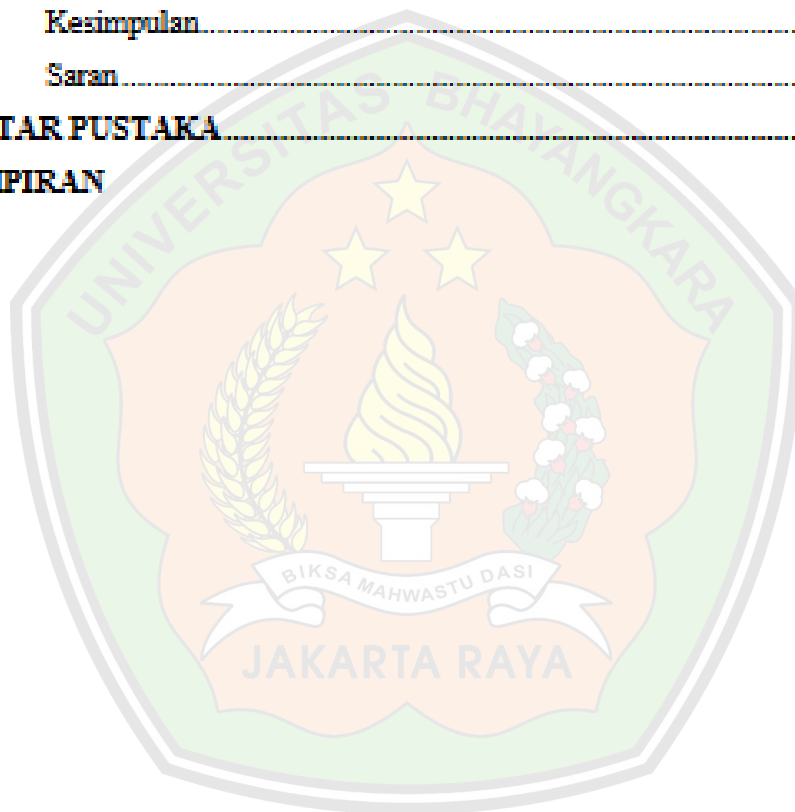 Kesimpulan........................................................................
Saran........................................................................
TAR PUSTAKA........................................................................
PIRAN
UNIVERSITAS BHAYANGKARA
BIKSA MAHWASTU DASI
JAKARTA RAYA